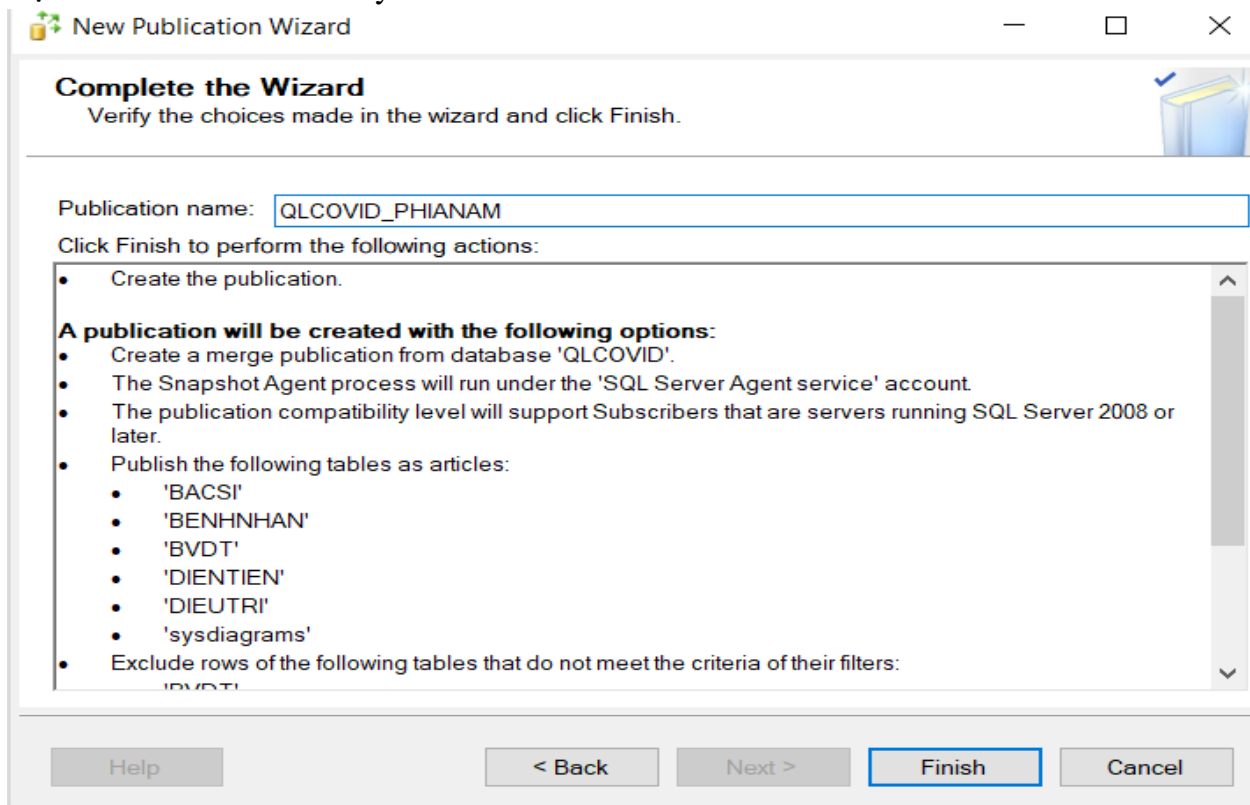 New Publication Wizard
Complete the Wizard
Verify the choices made in the wizard and click Finish.
Publication name: QLCOVID_PHIANAM
Click Finish to perform the following actions:
• Create the publication.
A publication will be created with the following options:
• Create a merge publication from database 'QLCOVID'.
• The Snapshot Agent process will run under the 'SQL Server Agent service' account.
• The publication compatibility level will support Subscribers that are servers running SQL Server 2008 or
later.
• Publish the following tables as articles:
• 'BACSI'
• 'BENHNHAN'
• 'BVDT'
• 'DIENTIEN'
• 'DIEUTRI'
• 'sysdiagrams'
• Exclude rows of the following tables that do not meet the criteria of their filters:
'BVDT'
Help
< Back
Next >
Finish
Cancel